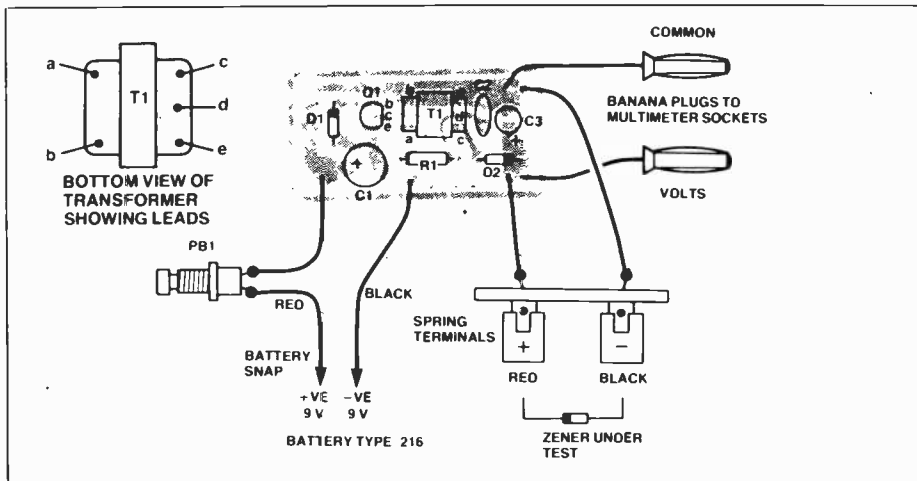 a
T1
c
d
b
e
BOTTOM VIEW OF
TRANSFORMER
SHOWING LEADS
D1
Q1
b
c
e
b
T1
d
a
c
C3
+
+
C1
R1
D2
COMMON
BANANA PLUGS TO
MULTIMETER SOCKETS
VOLTS
PB1
RED
BLACK
BATTERY
SNAP
+VE
9 V
-VE
9 V
BATTERY TYPE 216
SPRING
TERMINALS
+
-
RED
BLACK
ZENER UNDER
TEST